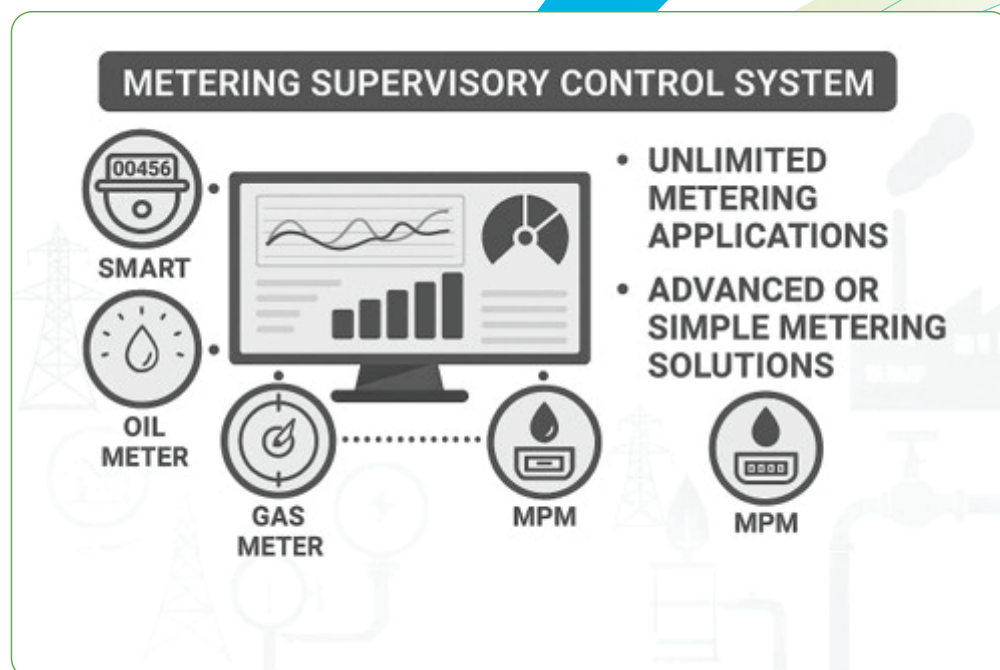 METERING SUPERVISORY CONTROL SYSTEM
00456
SMART
OIL
METER
GAS
METER
MPM
• UNLIMITED
METERING
APPLICATIONS
• ADVANCED OR
SIMPLE METERING
SOLUTIONS
0000
MPM